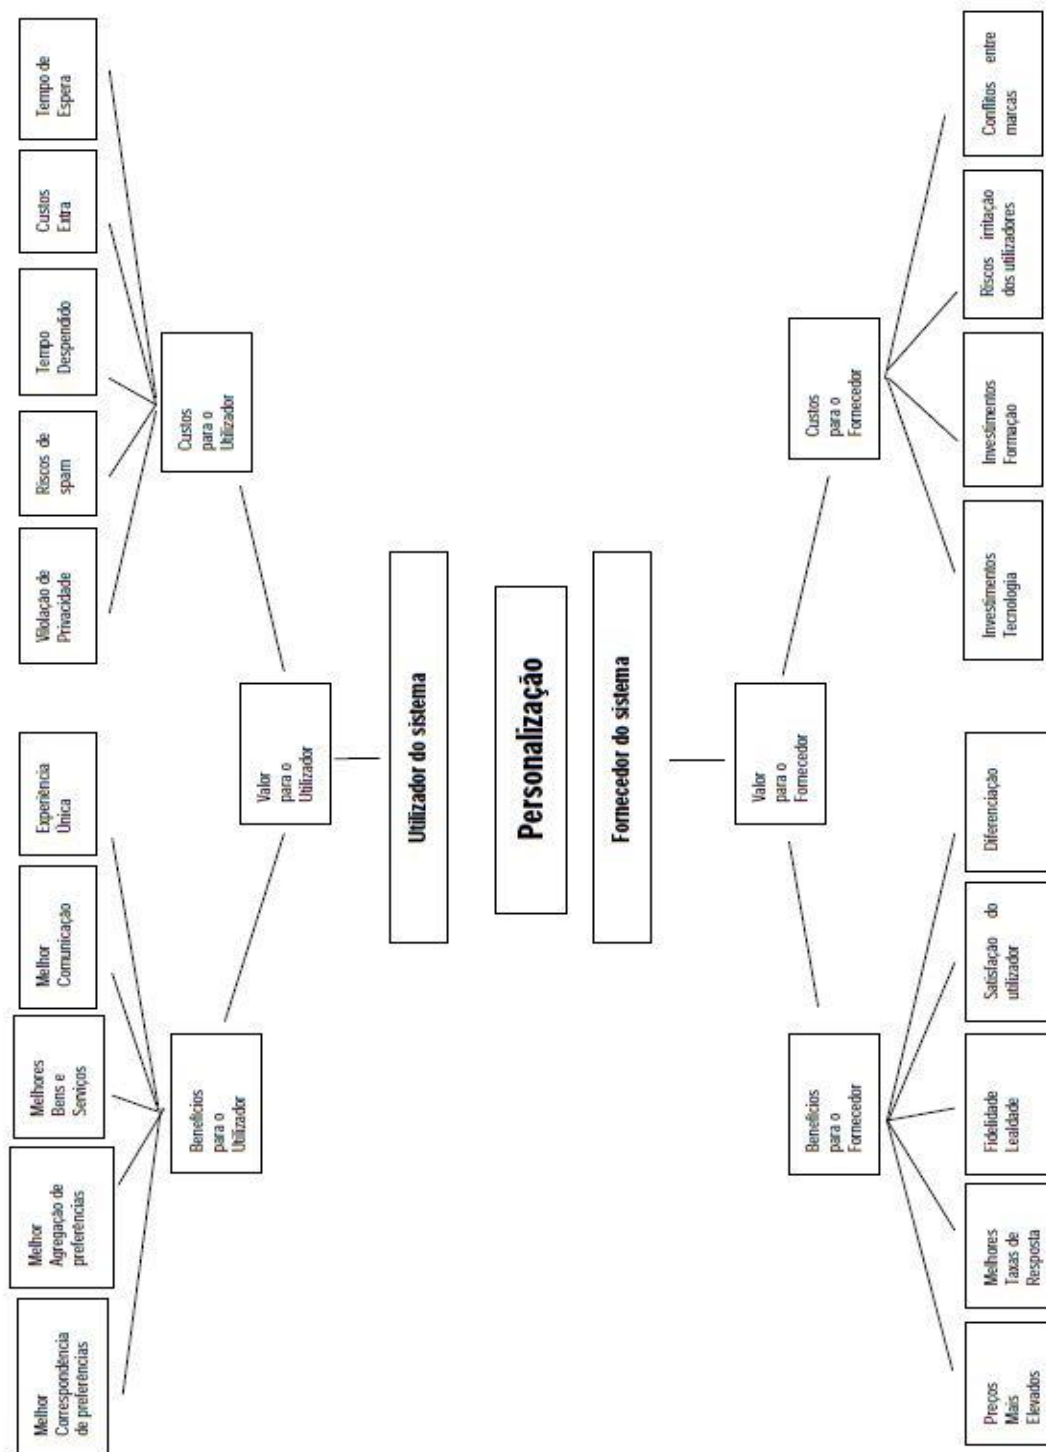 Melhor
Correspondência
de preferências
Melhor
Agregação de
preferências
Melhores
Bens e
Serviços
Melhor
Comunicação
Experiência
Única
Violação de
Privacidade
Riscos de
spam
Tempo
Despendido
Custos
Extra
Tempo de
Espera
Benefícios
para o
Utilizador
Custos
para o
Utilizador
Valor
para o
Utilizador
Utilizador do sistema
Personalização
Fornecedor do sistema
Valor
para o
Fornecedor
Benefícios
para o
Fornecedor
Custos
para o
Fornecedor
Preços
Mais
Elevados
Melhores
Taxas de
Resposta
Fidelidade
Lealdade
Satisfação do
utilizador
Diferenciação
Investimentos
Tecnologia
Investimentos
Formação
Riscos irritação
dos utilizadores
Conflitos entre
marcas